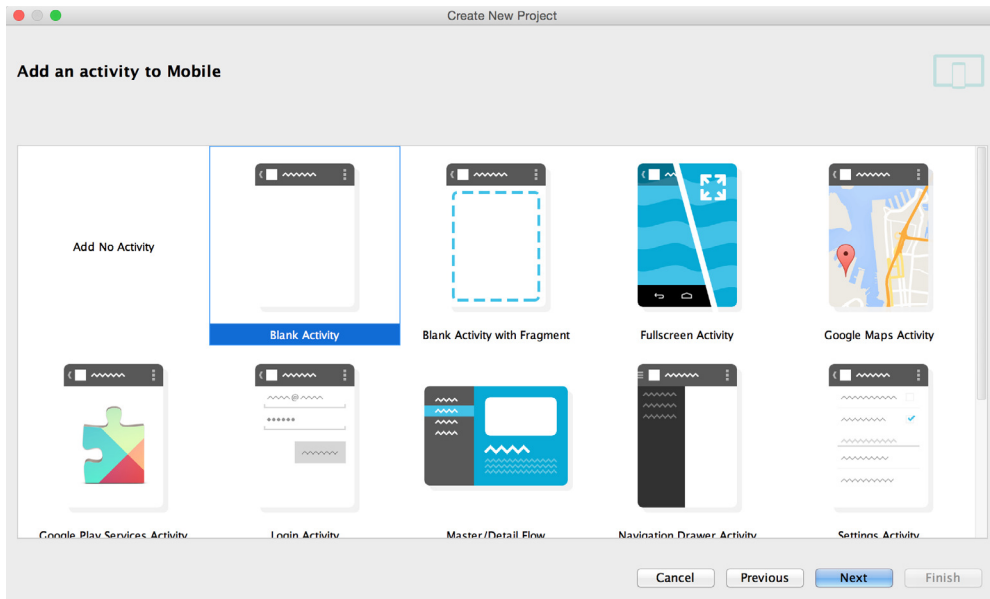 Create New Project
Add an activity to Mobile
Add No Activity
Blank Activity
Blank Activity with Fragment
Fullscreen Activity
Google Maps Activity
@
Google Play Services Activity
Login Activity
Master/Detail Flow
Navigation Drawer Activity
Settings Activity
Cancel
Previous
Next
Finish